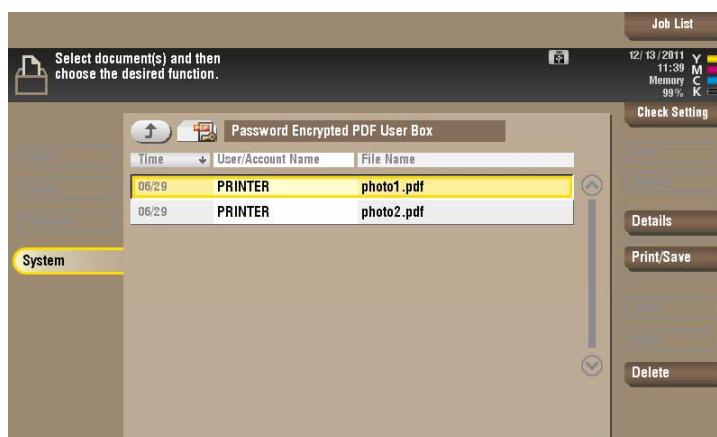 Job List
Select document(s) and then
choose the desired function.
12/13/2011
11:39
Memory
99%
Y
M
C
K
Check Setting
Password Encrypted PDF User Box
Time User/Account Name File Name
06/29 PRINTER photo1.pdf
06/29 PRINTER photo2.pdf
Details
System
Print/Save
Delete